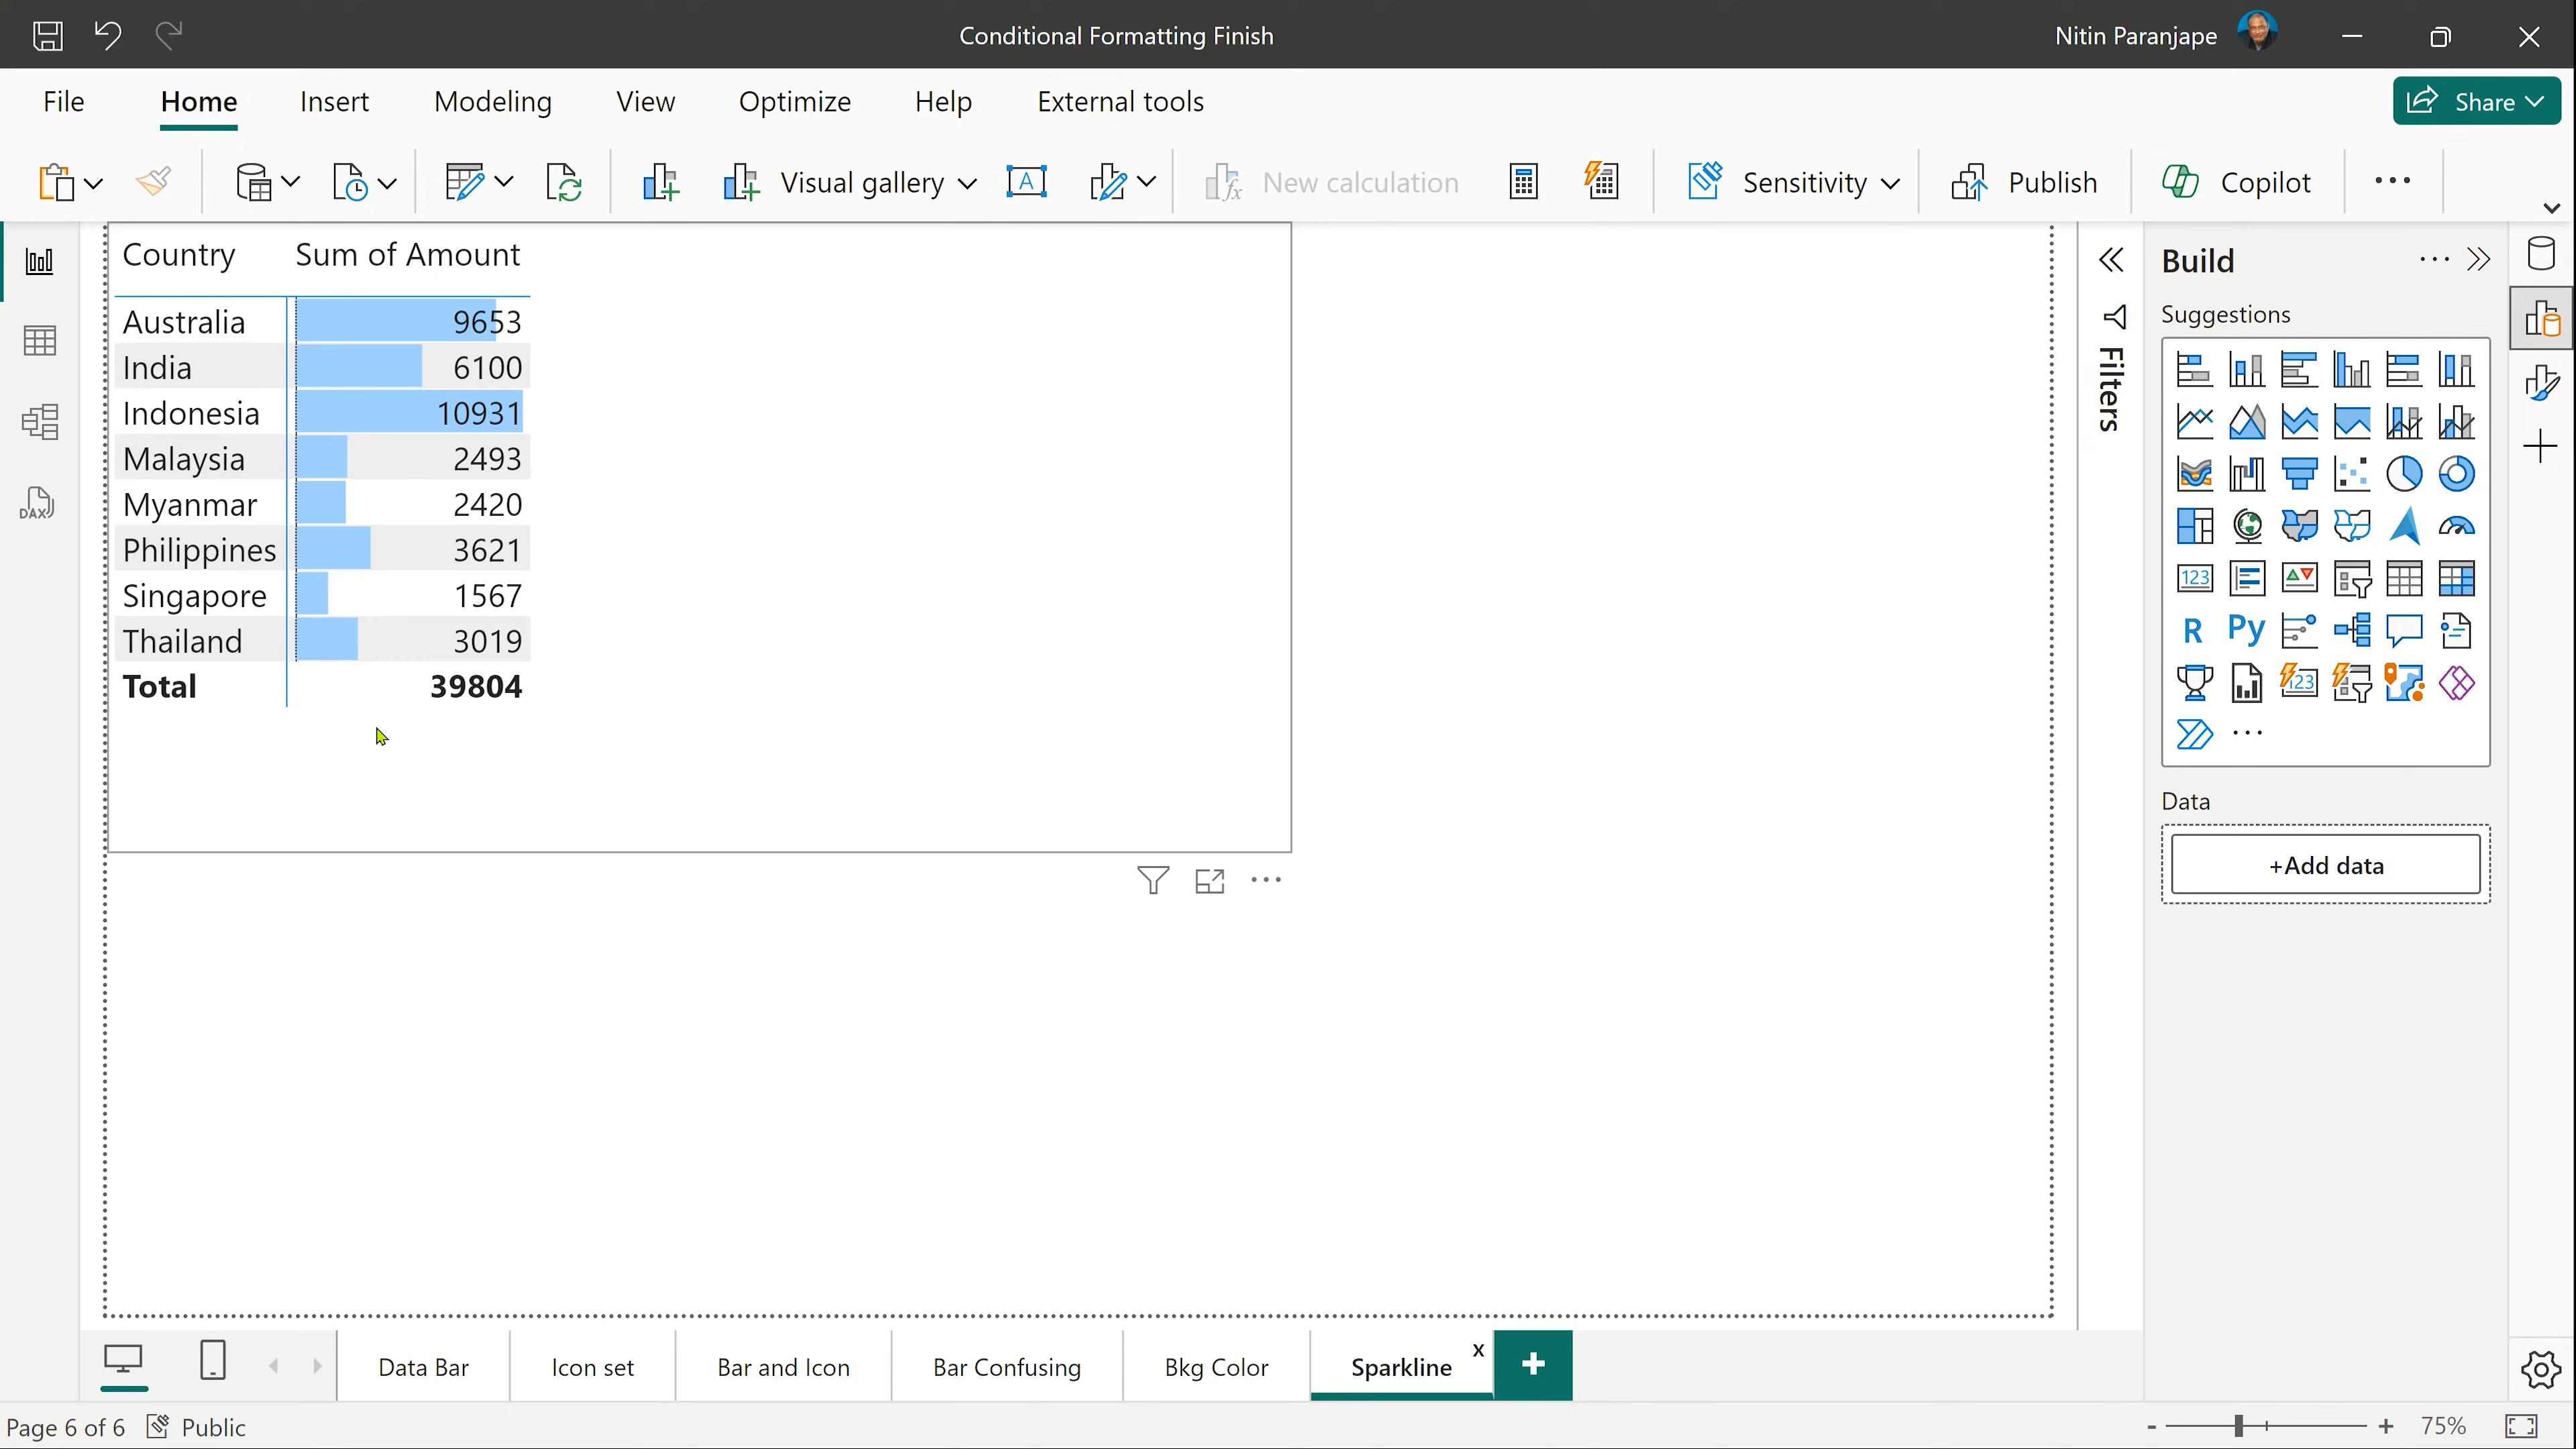 Conditional Formatting Finish
Nitin Paranjape
File Home Insert Modeling View Optimize Help External tools
Share
Visual gallery
A
New calculation
Sensitivity
Publish
Copilot
Country Sum of Amount
Australia 9653
India 6100
Indonesia 10931
Malaysia 2493
Myanmar 2420
Philippines 3621
Singapore 1567
Thailand 3019
Total 39804
DAX
Filters
Build
Suggestions
123
R Py
123
Data
+Add data
Data Bar Icon set Bar and Icon Bar Confusing Bkg Color Sparkline x +
Page 6 of 6 Public
- + 75%